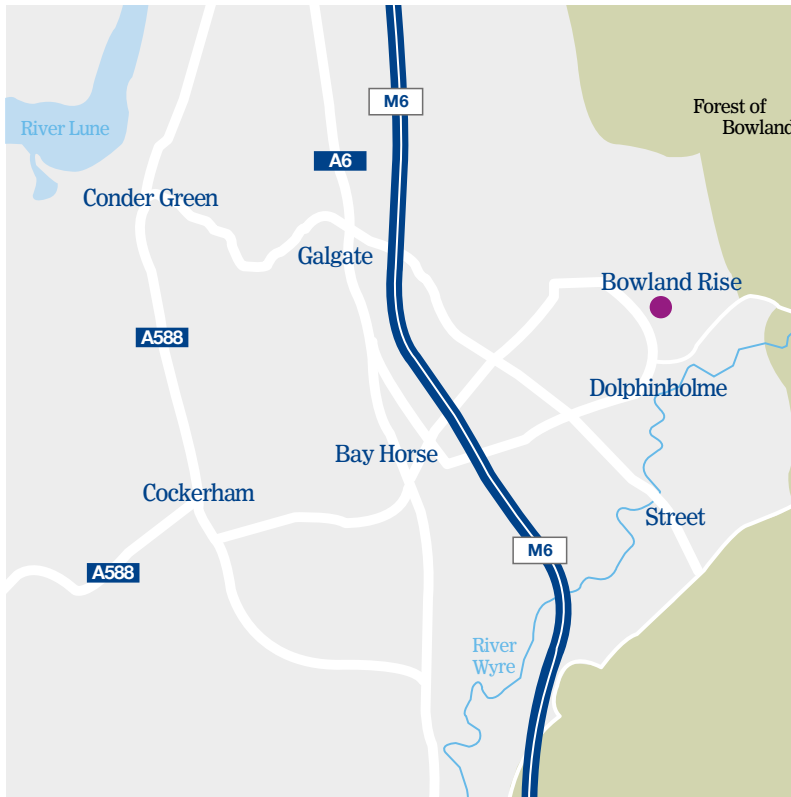 M6
Forest of
Bowland
River Lune
A6
Conder Green
Galgate
Bowland Rise
A588
Dolphinholme
Bay Horse
Cockerham
Street
M6
A588
River
Wyre